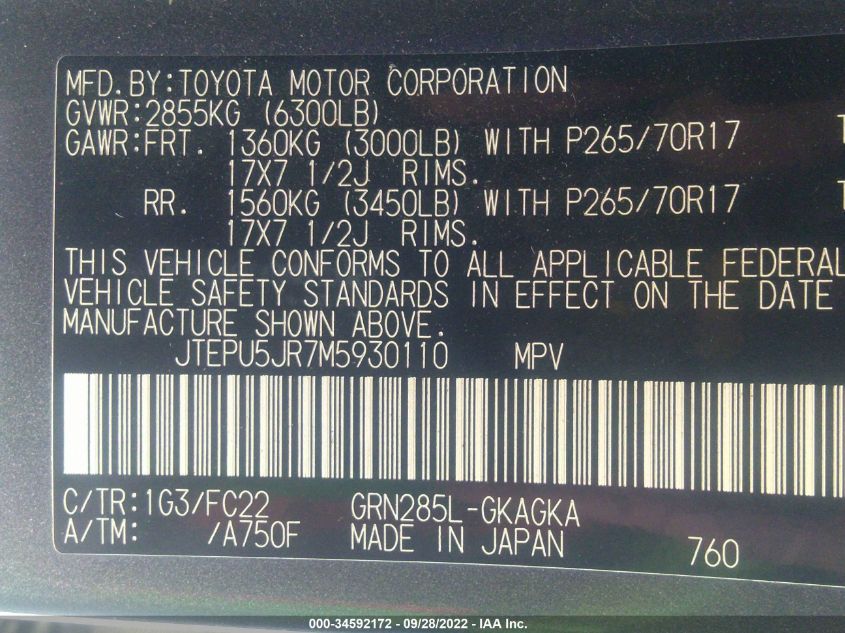 MFD.BY:TOYOTA MOTOR CORPORATION
GVWR:2855KG (6300LB)
GAWR:FRT. 1360KG (3000LB) WITH P265/70R17
17X7 1/2J RIMS.
RR. 1560KG (3450LB) WITH P265/70R17
17X7 1/2J RIMS.
THIS VEHICLE CONFORMS TO ALL APPLICABLE FEDERAL
VEHICLE SAFETY STANDARDS IN EFFECT ON THE DATE
MANUFACTURE SHOWN ABOVE.
JTEPU5JR7M5930110 MPV
C/TR:1G3/FC22 GRN285L-GKAGKA
A/TM: /A750F MADE IN JAPAN 760
000-34592172 - 09/28/2022 - IAA Inc.